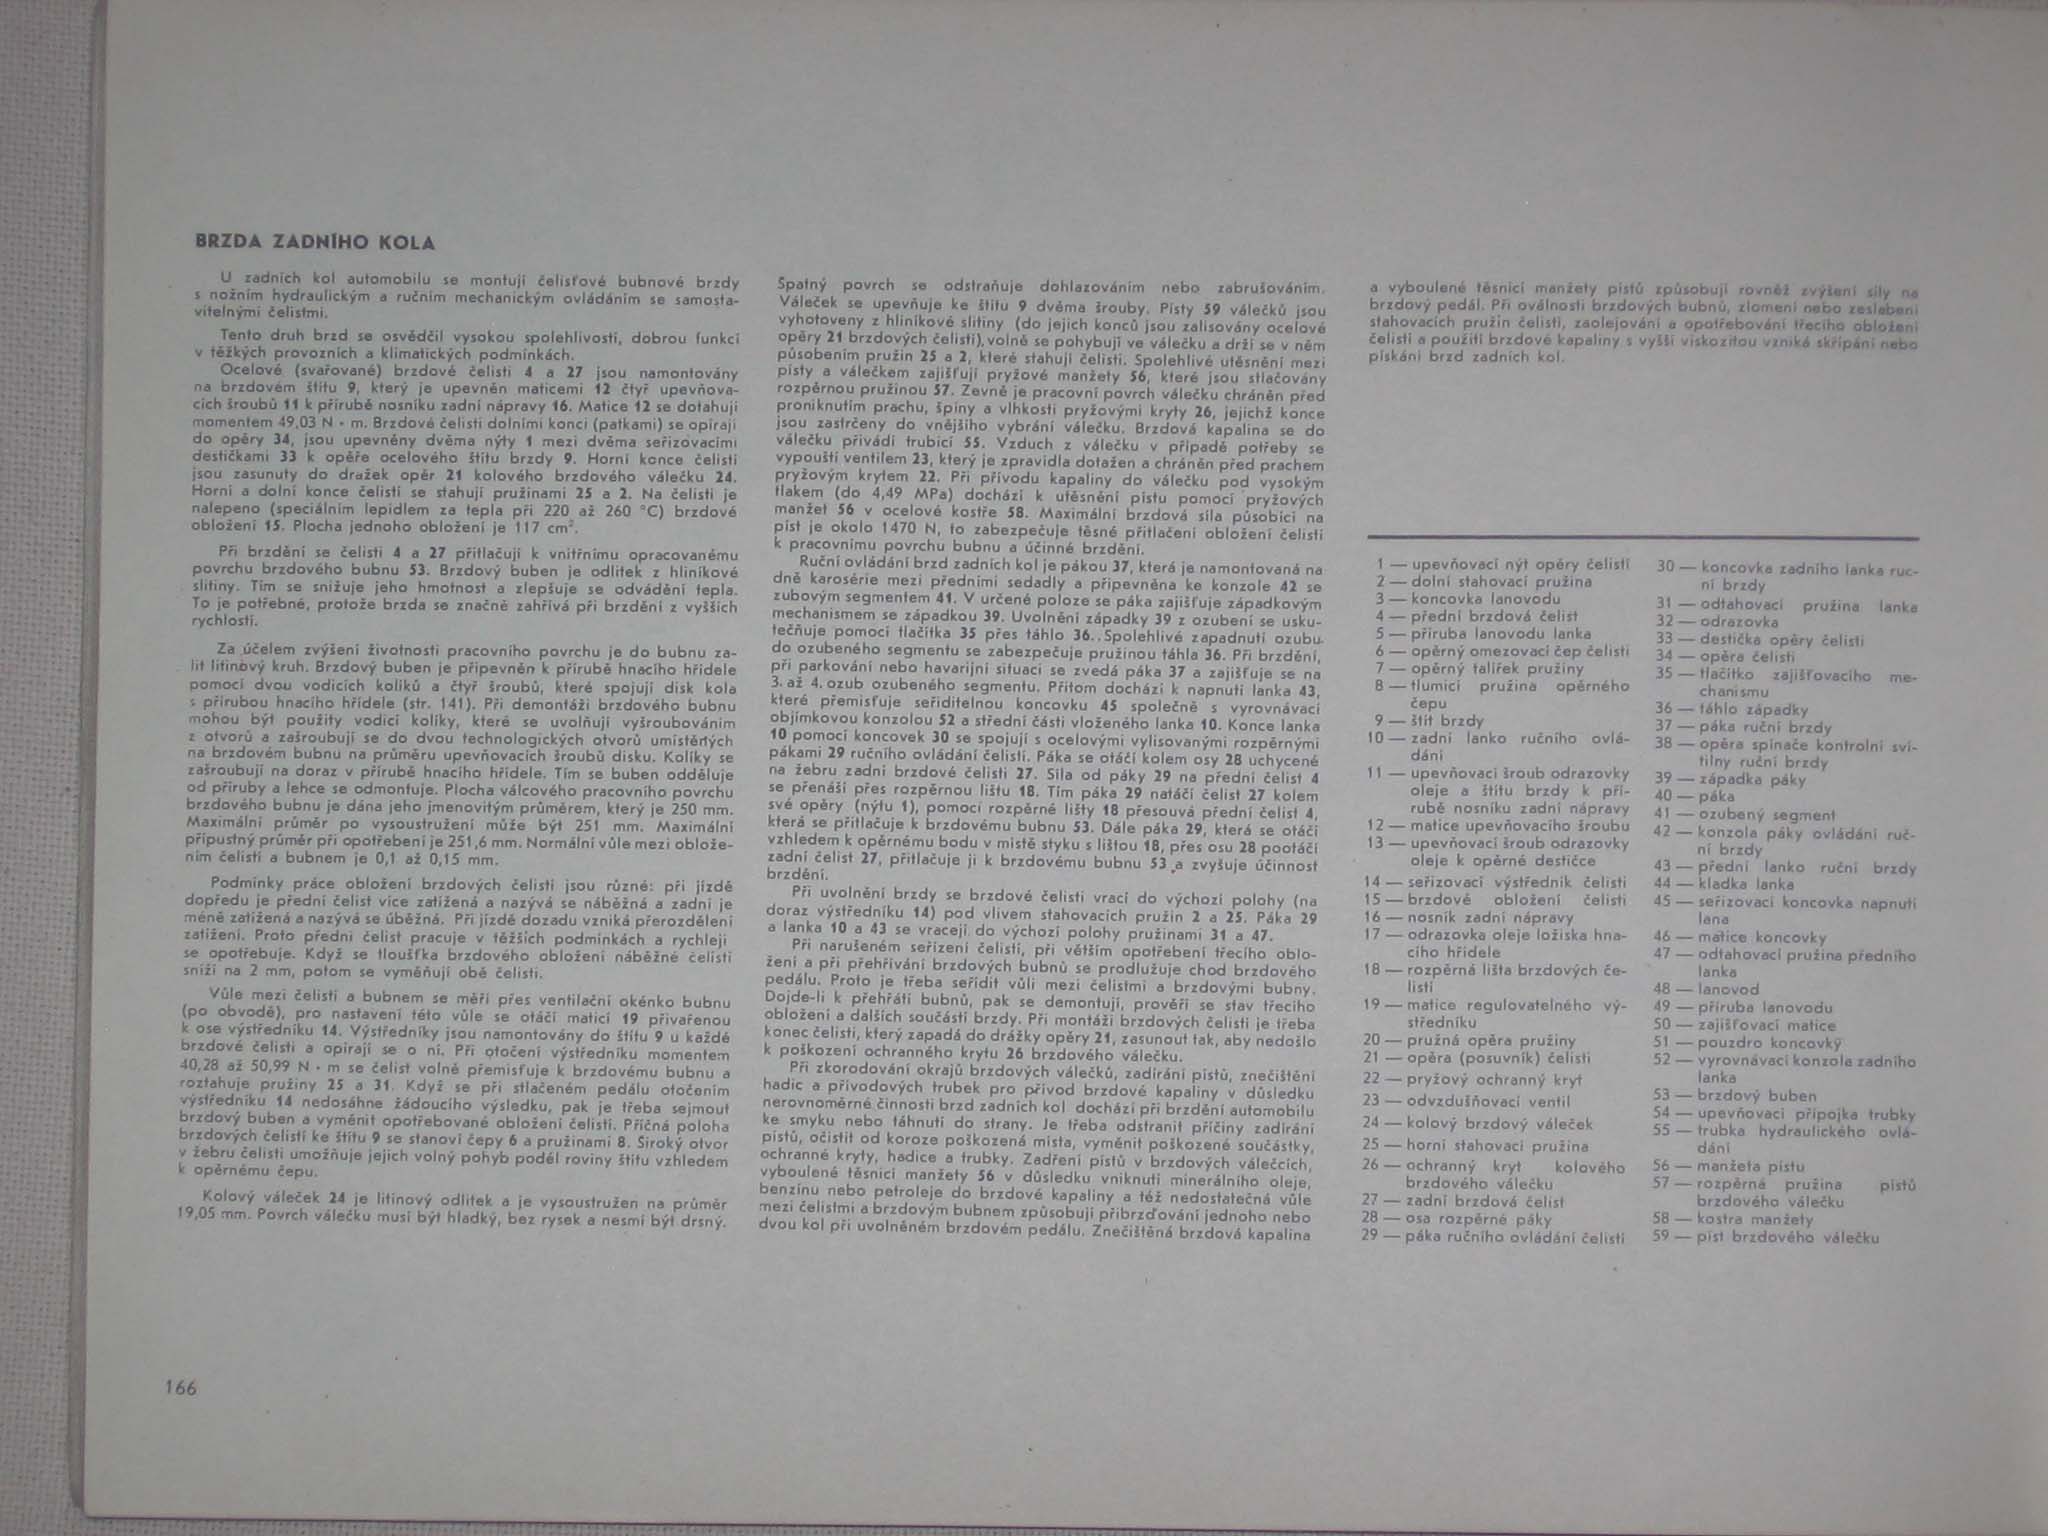 BRZDA ZADNÍHO KOLA
U zadních kol automobilu se montují čelisťové bubnové brzdy
s nožním hydraulickým a ručním mechanickým ovládáním se samosta-
vitelnými čelistmi.
Tento druh brzd se osvědčil vysokou spolehlivostí, dobrou funkcí
v těžkých provozních a klimatických podmínkách.
Ocelové (svařované) brzdové čelisti 4 a 27 jsou namontovány
na brzdovém štítu 9, který je upevněn maticemi 12 čtyř upevňova-
cích šroubů 11 k přírubě nosníku zadní nápravy 16. Matice 12 se dotahují
momentem 49,03 N · m. Brzdové čelisti dolními konci (patkami) se opírají
do opěry 34, jsou upevněny dvěma nýty 1 mezi dvěma seřizovacími
destičkami 33 k opěře ocelového štítu brzdy 9. Horní konce čelistí
jsou zasunuty do drážek opěr 21 kolového brzdového válečku 24.
Horní a dolní konce čelistí se stahují pružinami 25 a 2. Na čelisti je
nalepeno (speciálním lepidlem za tepla při 220 až 260 °C) brzdové
obložení 15. Plocha jednoho obložení je 117 cm².
Při brzdění se čelisti 4 a 27 přitlačují k vnitřnímu opracovanému
povrchu brzdového bubnu 53. Brzdový buben je odlitek z hliníkové
slitiny. Tím se snižuje jeho hmotnost a zlepšuje se odvádění tepla.
To je potřebné, protože brzda se značně zahřívá při brzdění z vyšších
rychlostí.
Za účelem zvýšení životnosti pracovního povrchu je do bubnu za-
lit litinový kruh. Brzdový buben je připevněn k přírubě hnacího hřídele
pomocí dvou vodicích kolíků a čtyř šroubů, které spojují disk kola
s přírubou hnacího hřídele (str. 141). Při demontáži brzdového bubnu
mohou být použity vodicí kolíky, které se uvolňují vyšroubováním
z otvorů a zašroubují se do dvou technologických otvorů umístěných
na brzdovém bubnu na průměru upevňovacích šroubů disku. Kolíky se
zašroubují na doraz v přírubě hnacího hřídele. Tím se buben odděluje
od příruby a lehce se odmontuje. Plocha válcového pracovního povrchu
brzdového bubnu je dána jeho jmenovitým průměrem, který je 250 mm.
Maximální průměr po vysoustružení může být 251 mm. Maximální
přípustný průměr při opotřebení je 251,6 mm. Normální vůle mezi oblože-
ním čelistí a bubnem je 0,1 až 0,15 mm.
Podmínky práce obložení brzdových čelistí jsou různé: při jízdě
dopředu je přední čelist více zatížená a nazývá se náběžná a zadní je
méně zatížená a nazývá se úběžná. Při jízdě dozadu vzniká přerozdělení
zatížení. Proto přední čelist pracuje v těžších podmínkách a rychleji
se opotřebuje. Když se tloušťka brzdového obložení náběžné čelisti
sníží na 2 mm, potom se vyměňují obě čelisti.
Vůle mezi čelistí a bubnem se měří přes ventilační okénko bubnu
(po obvodě), pro nastavení této vůle se otáčí maticí 19 přivařenou
k ose výstředníku 14. Výstředníky jsou namontovány do štítu 9 u každé
brzdové čelisti a opírají se o ni. Při otočení výstředníku momentem
40,28 až 50,99 N · m se čelist volně přemisťuje k brzdovému bubnu a
roztahuje pružiny 25 a 31. Když se při stlačeném pedálu otočením
výstředníku 14 nedosáhne žádoucího výsledku, pak je třeba sejmout
brzdový buben a vyměnit opotřebované obložení čelistí. Příčná poloha
brzdových čelistí ke štítu 9 se stanoví čepy 6 a pružinami 8. Široký otvor
v žebru čelisti umožňuje jejich volný pohyb podél roviny štítu vzhledem
k opěrnému čepu.
Kolový váleček 24 je litinový odlitek a je vysoustružen na průměr
19,05 mm. Povrch válečku musí být hladký, bez rysek a nesmí být drsný.
Špatný povrch se odstraňuje dohlazováním nebo zabrušováním.
Váleček se upevňuje ke štítu 9 dvěma šrouby. Písty 59 válečků jsou
vyhotoveny z hliníkové slitiny (do jejich konců jsou zalisovány ocelové
opěry 21 brzdových čelistí), volně se pohybují ve válečku a drží se v něm
působením pružin 25 a 2, které stahují čelisti. Spolehlivé utěsnění mezi
písty a válečkem zajišťují pryžové manžety 56, které jsou stlačovány
rozpěrnou pružinou 57. Zevně je pracovní povrch válečku chráněn před
proniknutím prachu, špíny a vlhkosti pryžovými kryty 26, jejichž konce
jsou zastrčeny do vnějšího vybrání válečku. Brzdová kapalina se do
válečku přivádí trubicí 55. Vzduch z válečku v případě potřeby se
vypouští ventilem 23, který je zpravidla dotažen a chráněn před prachem
pryžovým krytem 22. Při přívodu kapaliny do válečku pod vysokým
tlakem (do 4,49 MPa) dochází k utěsnění pístu pomocí pryžových
manžet 56 v ocelové kostře 58. Maximální brzdová síla působící na
píst je okolo 1470 N, to zabezpečuje těsné přitlačení obložení čelistí
k pracovnímu povrchu bubnu a účinné brzdění.
Ruční ovládání brzd zadních kol je pákou 37, která je namontovaná na
dně karosérie mezi předními sedadly a připevněna ke konzole 42 se
zubovým segmentem 41. V určené poloze se páka zajišťuje západkovým
mechanismem se západkou 39. Uvolnění západky 39 z ozubení se usku-
tečňuje pomocí tlačítka 35 přes táhlo 36..Spolehlivé zapadnutí ozubu
do ozubeného segmentu se zabezpečuje pružinou táhla 36. Při brzdění,
při parkování nebo havarijní situaci se zvedá páka 37 a zajišťuje se na
3. až 4. ozub ozubeného segmentu. Přitom dochází k napnutí lanka 43,
které přemisťuje seřiditelnou koncovku 45 společně s vyrovnávací
objímkovou konzolou 52 a střední části vloženého lanka 10. Konce lanka
10 pomocí koncovek 30 se spojují s ocelovými vylisovanými rozpěrnými
pákami 29 ručního ovládání čelistí. Páka se otáčí kolem osy 28 uchycené
na žebru zadní brzdové čelisti 27. Síla od páky 29 na přední čelist 4
se přenáší přes rozpěrnou lištu 18. Tím páka 29 natáčí čelist 27 kolem
své opěry (nýtu 1), pomocí rozpěrné lišty 18 přesouvá přední čelist 4,
která se přitlačuje k brzdovému bubnu 53. Dále páka 29, která se otáčí
vzhledem k opěrnému bodu v místě styku s lištou 18, přes osu 28 pootáčí
zadní čelist 27, přitlačuje ji k brzdovému bubnu 53 a zvyšuje účinnost
brzdění.
Při uvolnění brzdy se brzdové čelisti vrací do výchozí polohy (na
doraz výstředníku 14) pod vlivem stahovacích pružin 2 a 25. Páka 29
a lanka 10 a 43 se vracejí do výchozí polohy pružinami 31 a 47.
Při narušeném seřízení čelistí, při větším opotřebení třecího oblo-
žení a při přehřívání brzdových bubnů se prodlužuje chod brzdového
pedálu. Proto je třeba seřídit vůli mezi čelistmi a brzdovými bubny.
Dojde-li k přehřátí bubnů, pak se demontují, prověří se stav třecího
obložení a dalších součástí brzdy. Při montáži brzdových čelistí je třeba
konec čelisti, který zapadá do drážky opěry 21, zasunout tak, aby nedošlo
k poškození ochranného krytu 26 brzdového válečku.
Při zkorodování okrajů brzdových válečků, zadírání pístů, znečištění
hadic a přívodových trubek pro přívod brzdové kapaliny v důsledku
nerovnoměrné činnosti brzd zadních kol dochází při brzdění automobilu
ke smyku nebo táhnutí do strany. Je třeba odstranit příčiny zadírání
pístů, očistit od koroze poškozená místa, vyměnit poškozené součástky,
ochranné kryty, hadice a trubky. Zadření pístů v brzdových válečcích,
vyboulené těsnicí manžety 56 v důsledku vniknutí minerálního oleje,
benzínu nebo petroleje do brzdové kapaliny a též nedostatečná vůle
mezi čelistmi a brzdovým bubnem způsobují přibrzďování jednoho nebo
dvou kol při uvolněném brzdovém pedálu. Znečištěná brzdová kapalina
a vyboulené těsnicí manžety pístů způsobují rovněž zvýšení síly na
brzdový pedál. Při oválnosti brzdových bubnů, zlomení nebo zeslabení
stahovacích pružin čelistí, zaolejování a opotřebování třecího obložení
čelistí a použití brzdové kapaliny s vyšší viskozitou vzniká skřípání nebo
pískání brzd zadních kol.
1 — upevňovací nýt opěry čelistí
2 — dolní stahovací pružina
3 — koncovka lanovodu
4 — přední brzdová čelist
5 — příruba lanovodu lanka
6 — opěrný omezovací čep čelisti
7 — opěrný talířek pružiny
8 — tlumicí pružina opěrného
čepu
9 — štít brzdy
10 — zadní lanko ručního ovlá-
dání
11 — upevňovací šroub odrazovky
oleje a štítu brzdy k pří-
rubě nosníku zadní nápravy
12 — matice upevňovacího šroubu
13 — upevňovací šroub odrazovky
oleje k opěrné destičce
14 — seřizovací výstředník čelisti
15 — brzdové obložení čelisti
16 — nosník zadní nápravy
17 — odrazovka oleje ložiska hna-
cího hřídele
18 — rozpěrná lišta brzdových če-
listí
19 — matice regulovatelného vý-
středníku
20 — pružná opěra pružiny
21 — opěra (posuvník) čelisti
22 — pryžový ochranný kryt
23 — odvzdušňovací ventil
24 — kolový brzdový váleček
25 — horní stahovací pružina
26 — ochranný kryt kolového
brzdového válečku
27 — zadní brzdová čelist
28 — osa rozpěrné páky
29 — páka ručního ovládání čelistí
30 — koncovka zadního lanka ruč-
ní brzdy
31 — odtahovací pružina lanka
32 — odrazovka
33 — destička opěry čelisti
34 — opěra čelistí
35 — tlačítko zajišťovacího me-
chanismu
36 — táhlo západky
37 — páka ruční brzdy
38 — opěra spínače kontrolní sví-
tilny ruční brzdy
39 — západka páky
40 — páka
41 — ozubený segment
42 — konzola páky ovládání ruč-
ní brzdy
43 — přední lanko ruční brzdy
44 — kladka lanka
45 — seřizovací koncovka napnutí
lana
46 — matice koncovky
47 — odtahovací pružina předního
lanka
48 — lanovod
49 — příruba lanovodu
50 — zajišťovací matice
51 — pouzdro koncovky
52 — vyrovnávací konzola zadního
lanka
53 — brzdový buben
54 — upevňovací přípojka trubky
55 — trubka hydraulického ovlá-
dání
56 — manžeta pístu
57 — rozpěrná pružina pístů
brzdového válečku
58 — kostra manžety
59 — píst brzdového válečku
166